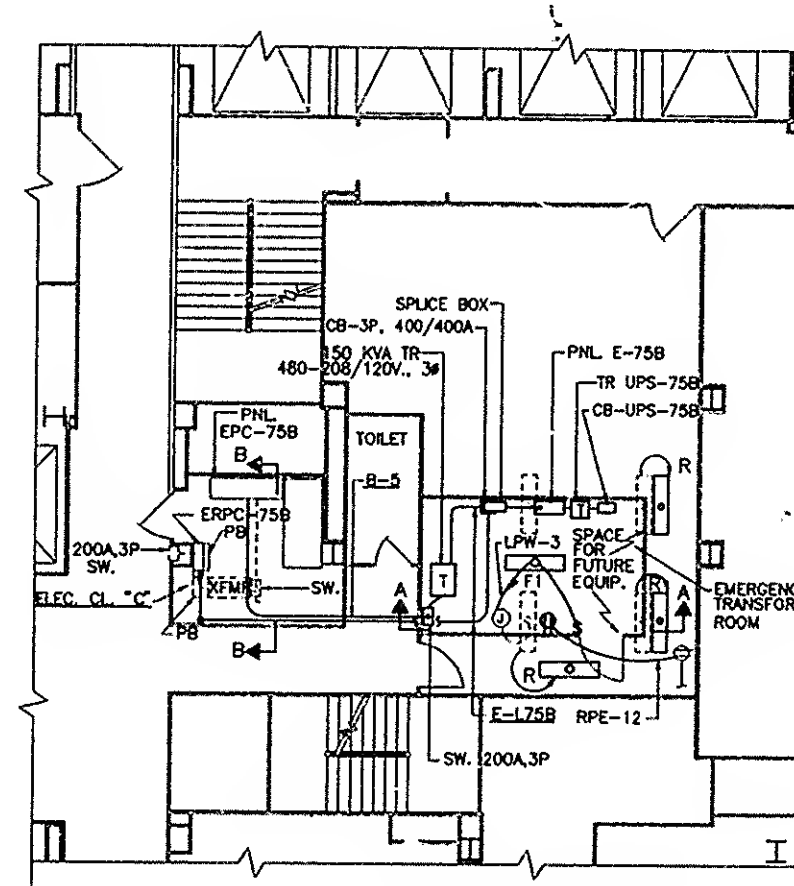 SPLICE BOX
CB-3P, 400/400A
150 KVA TR
480-208/120V., 3ø
PNL. E-75B
TR UPS-75B
CB-UPS-75B
PNL.
EPC-75B
TOILET
B
B-5
R
ERPC-75B
PB
200A,3P
SW.
LPW-3
SPACE
FOR
FUTURE
EQUIP.
T
T
F1
A
A
R
EMERGENC
TRANSFOR
ROOM
XFMR
SW.
ELEC. CL. "C"
J
PB
B
R
E-L75B
RPE-12
SW. 200A,3P